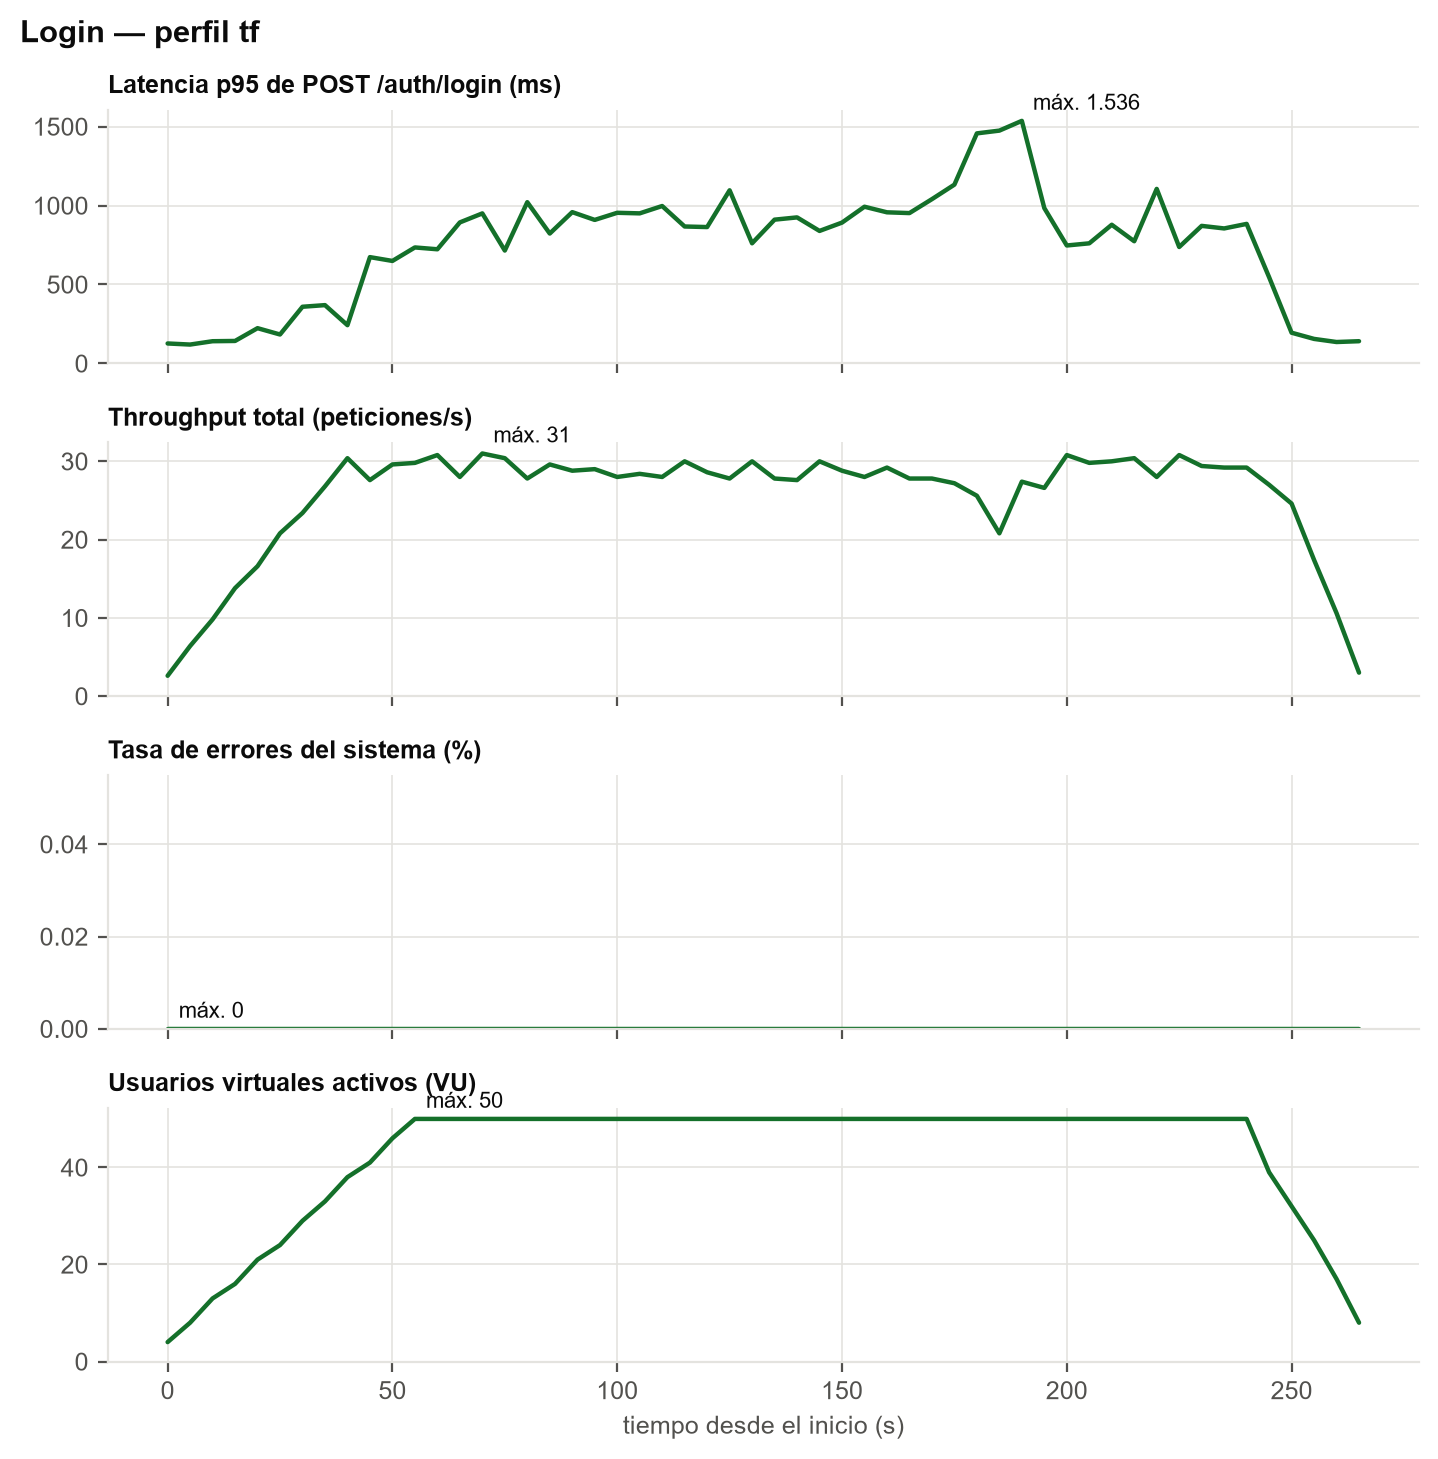 Login — perfil tf
Latencia p95 de POST /auth/login (ms)
máx. 1.536
1500
1000
500
0
Throughput total (peticiones/s)
máx. 31
30
20
10
0
Tasa de errores del sistema (%)
0.04
0.02
máx. 0
0.00
Usuarios virtuales activos (VU)
máx. 50
40
20
0
0 50 100 150 200 250
tiempo desde el inicio (s)